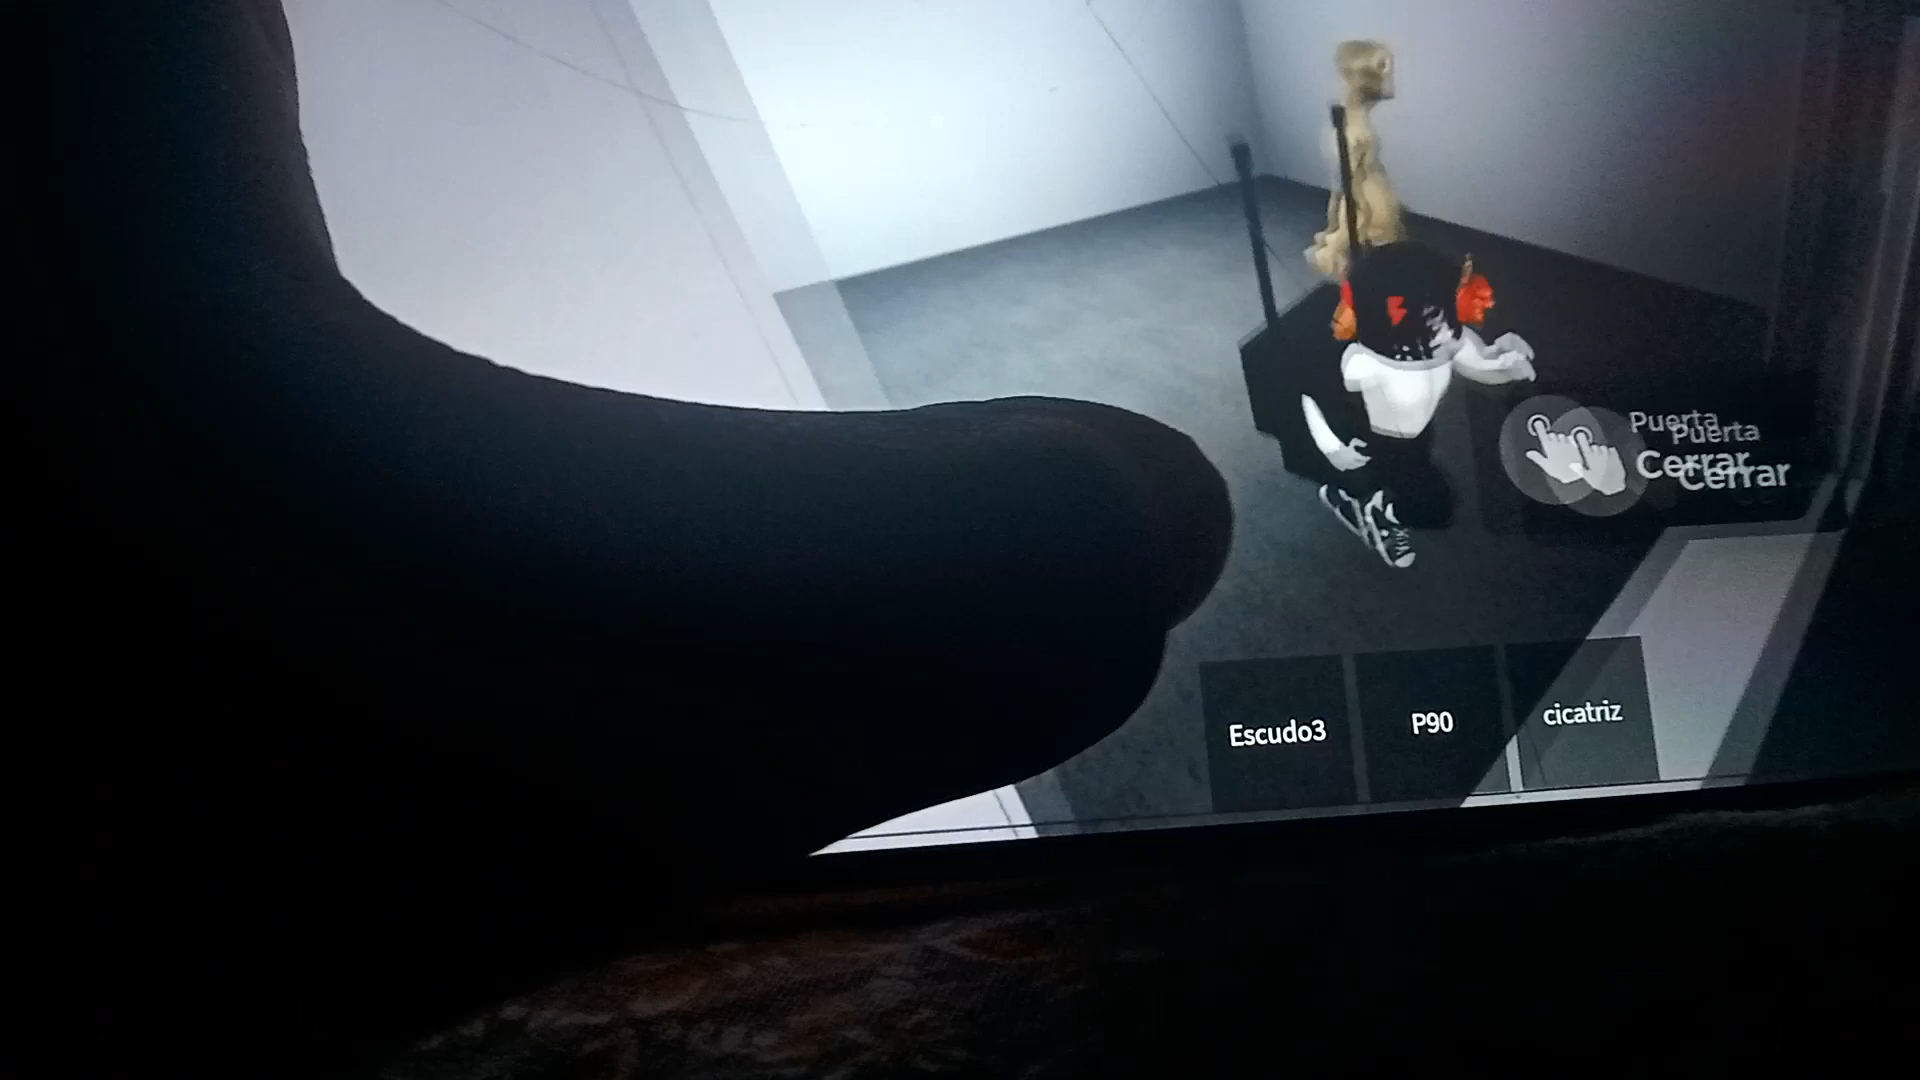 Puerta
Puerta
Cerrar
Cerrar
Escudo3
P90
cicatriz